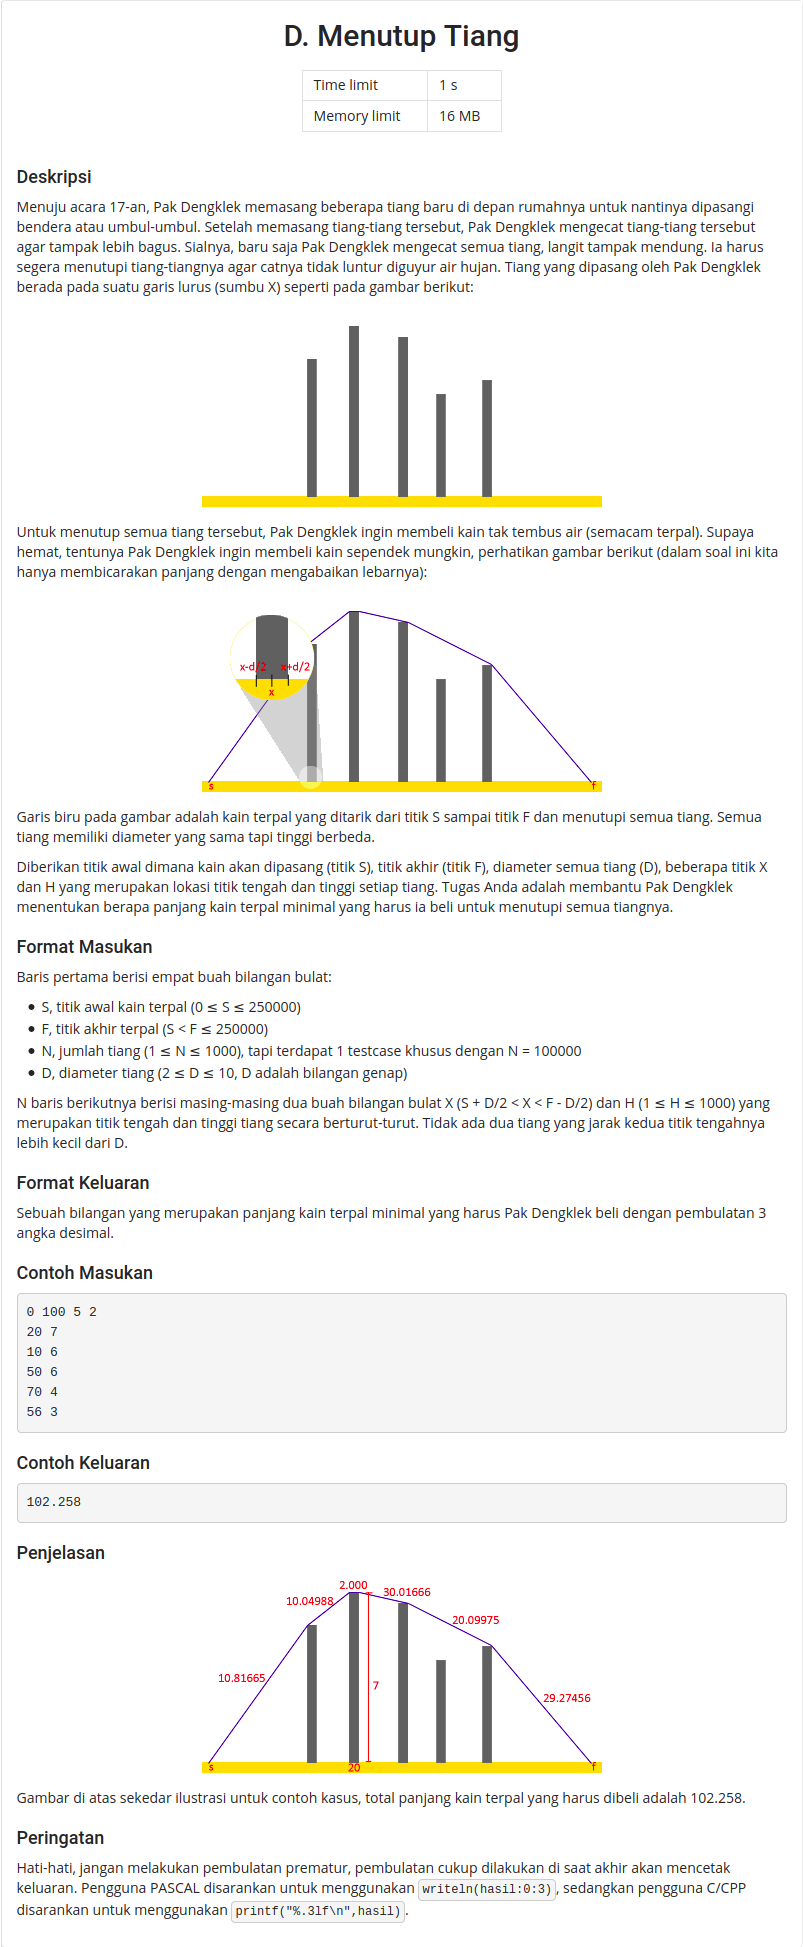 D. Menutup Tiang
Time limit 1 s
Memory limit 16 MB
Deskripsi
Menuju acara 17-an, Pak Dengklek memasang beberapa tiang baru di depan rumahnya untuk nantinya dipasangi
bendera atau umbul-umbul. Setelah memasang tiang-tiang tersebut, Pak Dengklek mengecat tiang-tiang tersebut
agar tampak lebih bagus. Sialnya, baru saja Pak Dengklek mengecat semua tiang, langit tampak mendung. Ia harus
segera menutupi tiang-tiangnya agar catnya tidak luntur diguyur air hujan. Tiang yang dipasang oleh Pak Dengklek
berada pada suatu garis lurus (sumbu X) seperti pada gambar berikut:
Untuk menutup semua tiang tersebut, Pak Dengklek ingin membeli kain tak tembus air (semacam terpal). Supaya
hemat, tentunya Pak Dengklek ingin membeli kain sependek mungkin, perhatikan gambar berikut (dalam soal ini kita
hanya membicarakan panjang dengan mengabaikan lebarnya):
x-d/2 x+d/2
x
s f
Garis biru pada gambar adalah kain terpal yang ditarik dari titik S sampai titik F dan menutupi semua tiang. Semua
tiang memiliki diameter yang sama tapi tinggi berbeda.
Diberikan titik awal dimana kain akan dipasang (titik S), titik akhir (titik F), diameter semua tiang (D), beberapa titik X
dan H yang merupakan lokasi titik tengah dan tinggi setiap tiang. Tugas Anda adalah membantu Pak Dengklek
menentukan berapa panjang kain terpal minimal yang harus ia beli untuk menutupi semua tiangnya.
Format Masukan
Baris pertama berisi empat buah bilangan bulat:
• S, titik awal kain terpal (0 ≤ S ≤ 250000)
• F, titik akhir terpal (S < F ≤ 250000)
• N, jumlah tiang (1 ≤ N ≤ 1000), tapi terdapat 1 testcase khusus dengan N = 100000
• D, diameter tiang (2 ≤ D ≤ 10, D adalah bilangan genap)
N baris berikutnya berisi masing-masing dua buah bilangan bulat X (S + D/2 < X < F - D/2) dan H (1 ≤ H ≤ 1000) yang
merupakan titik tengah dan tinggi tiang secara berturut-turut. Tidak ada dua tiang yang jarak kedua titik tengahnya
lebih kecil dari D.
Format Keluaran
Sebuah bilangan yang merupakan panjang kain terpal minimal yang harus Pak Dengklek beli dengan pembulatan 3
angka desimal.
Contoh Masukan
0 100 5 2
20 7
10 6
50 6
70 4
56 3
Contoh Keluaran
102.258
Penjelasan
2.000
10.04988 30.01666
20.09975
10.81665 7
29.27456
s 20 f
Gambar di atas sekedar ilustrasi untuk contoh kasus, total panjang kain terpal yang harus dibeli adalah 102.258.
Peringatan
Hati-hati, jangan melakukan pembulatan prematur, pembulatan cukup dilakukan di saat akhir akan mencetak
keluaran. Pengguna PASCAL disarankan untuk menggunakan writeln(hasil:0:3), sedangkan pengguna C/CPP
disarankan untuk menggunakan printf("%.3lf\n",hasil).